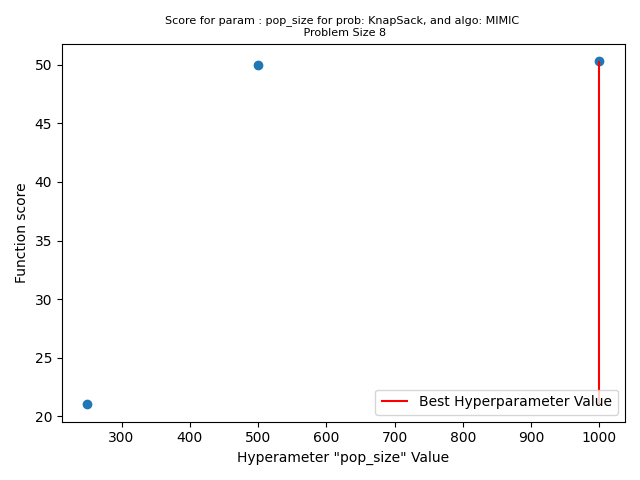 Score for param : pop_size for prob: KnapSack, and algo: MIMIC
Problem Size 8
50
45
40
35
30
25
20
Function score
Best Hyperparameter Value
300 400 500 600 700 800 900 1000
Hyperameter "pop_size" Value